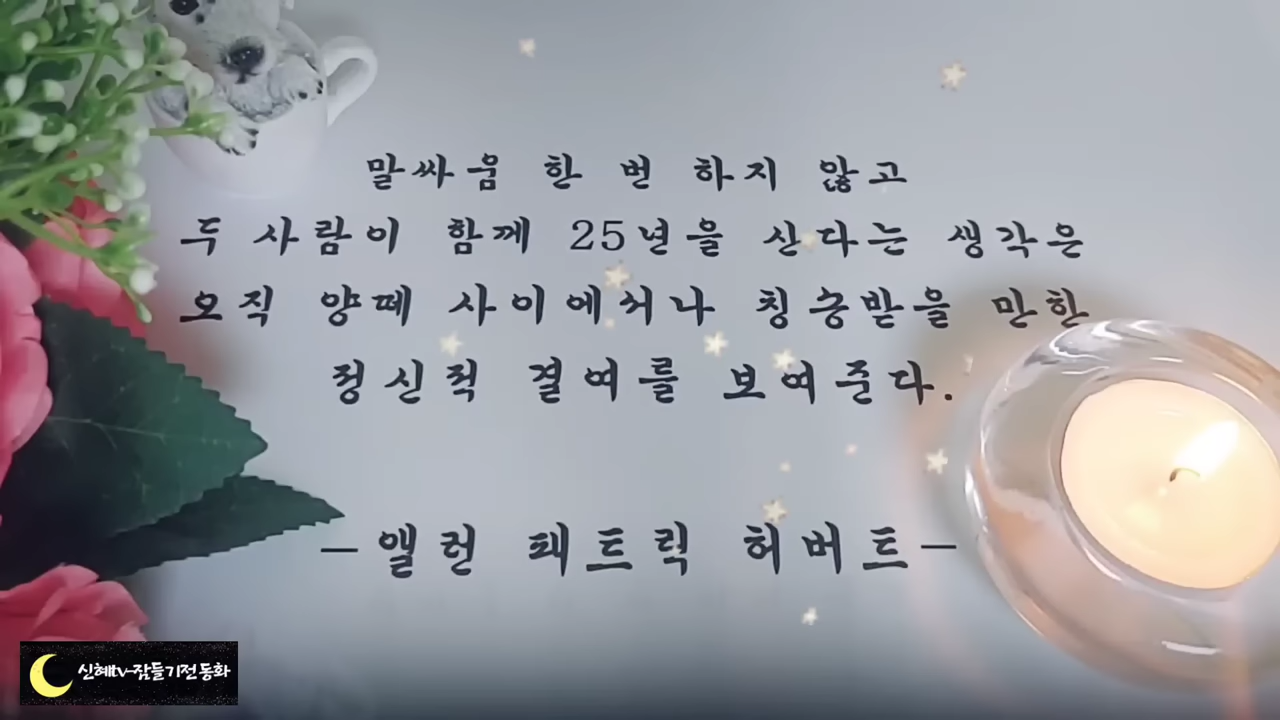 말싸움 한 번 하지 않고
두 사람이 함께 25년을 산다는 생각은
오직 양떼 사이에서나 칭송받을 만한
정신적 결여를 보여준다.
-앨런 패트릭 허버트-
신혜tv-잠들기전동화